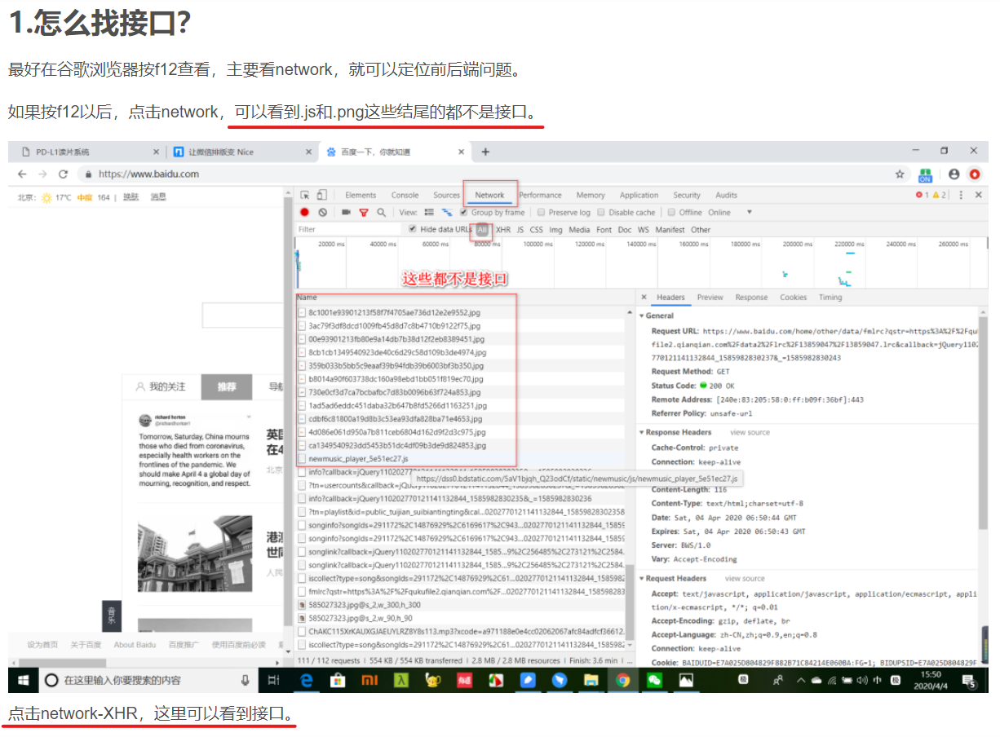 1.怎么找接口?
最好在谷歌浏览器按f12查看，主要看network，就可以定位前后端问题。
如果按f12以后，点击network，可以看到.js和.png这些结尾的都不是接口。
PD-L1读片系统
让微信排版变 Nice
百度一下，你就知道
https://www.baidu.com
北京: 17℃ 中度 164 | 换肤 消息
Elements Console Sources Network Performance Memory Application Security Audits 1 2
View: Group by frame Preserve log Disable cache Offline Online
Filter Hide data URLs All XHR JS CSS Img Media Font Doc WS Manifest Other
20000 ms 40000 ms 60000 ms 80000 ms 100000 ms 120000 ms 140000 ms 160000 ms 180000 ms 200000 ms 220000 ms 240000 ms 260000 ms
这些都不是接口
Name
8c1001e93901213f58f7f4705ae736d12e2e9552.jpg
3ac79f3df8dcd1009fb45d8d7c8b4710b9122f75.jpg
00e93901213fb80e9a14db7b38d12f2eb8389451.jpg
8cb1cb1349540923de40c6d29c58d109b3de4974.jpg
359b033b5bb5c9eaaf39b94fdb39b6003bf3b350.jpg
b8014a90f603738dc160a98ebd1bb051f819ec70.jpg
730e0cf3d7ca7bcbafbc7d83b0096b63f724a853.jpg
1ad5ad6eddc451daba32b647b8fd5266d1163251.jpg
cdbf6c81800a19d8b3c53ea93dfa828ba71e4653.jpg
4d086e061d950a7b811ceb6804d162d9f2d3c975.jpg
ca1349540923dd5453b51dc4df09b3de9d824853.jpg
newmusic_player_5e51ec27.js
https://dss0.bdstatic.com/5aV1bjqh_Q23odCf/static/newmusic/js/newmusic_player_5e51ec27.js
?tn=usercounts&callback=jQuery110202770121141132844_158598283
info?callback=jQuery110202770121141132844_1585982830235&_=1585982830236
?tn=playlist&id=public_tuijian_suibiantingting&cal...0202770121141132844_15859828302358
songinfo?songIds=291172%2C14876929%2C6169617%2C943...0202770121141132844_15859
songinfo?songIds=291172%2C14876929%2C6169617%2C943...0202770121141132844_15859
songlink?callback=jQuery110202770121141132844_1585...9%2C256485%2C273121%2C2584.
songlink?callback=jQuery110202770121141132844_1585...9%2C256485%2C273121%2C2584.
iscollect?type=song&songIds=291172%2C14876929%2C61...0202770121141132844_158598282
fmlrc?qstr=https%3A%2F%2Fqukufile2.qianqian.com%2F...0202770121141132844_158598283
585027323.jpg@s_2,w_300,h_300
585027323.jpg@s_2,w_90,h_90
ChAKC115XrKAUXGJAEUYLRZ8Y8s113.mp3?xcode=a971188e0e4cc02062067afc84adfcf36612.
iscollect?type=song&songIds=291172%2C14876929%2C61...0202770121141132844_158598282
111 / 112 requests | 554 KB / 554 KB transferred | 2.8 MB / 2.8 MB resources | Finish: 3.6 min | ...
Headers Preview Response Cookies Timing
General
Request URL: https://www.baidu.com/home/other/data/fmlrc?qstr=https%3A%2F%2Fqu
file2.qianqian.com%2Fdata2%2Flrc%2F13859047%2F13859047.lrc&callback=jQuery1102
770121141132844_1585982830237&_=1585982830243
Request Method: GET
Status Code: 200 OK
Remote Address: [240e:83:205:58:0:ff:b09f:36bf]:443
Referrer Policy: unsafe-url
Response Headers view source
Cache-Control: private
Connection: keep-alive
Content-Length: 116
Content-Type: text/html;charset=utf-8
Date: Sat, 04 Apr 2020 06:50:44 GMT
Expires: Sat, 04 Apr 2020 06:50:43 GMT
Server: BWS/1.0
Vary: Accept-Encoding
Request Headers view source
Accept: text/javascript, application/javascript, application/ecmascript, appli
tion/x-ecmascript, */*; q=0.01
Accept-Encoding: gzip, deflate, br
Accept-Language: zh-CN,zh;q=0.9,en;q=0.8
Connection: keep-alive
Cookie: BAIDUID=E7A025D804829F882B71C84214E060BA:FG=1; BIDUPSID=E7A025D804829F
我的关注 推荐 导航
richard horton
@richardhorton1
Tomorrow, Saturday, China mourns
those who died from coronavirus,
especially health workers on the
frontlines of the pandemic. We
should make April 4 a global day of
mourning, recognition, and respect.
英国
在4
北京
港澳
世同
人民
音乐
设为首页 关于百度 About Baidu 百度推广 使用百度前必读
在这里输入你要搜索的内容
中
15:50
2020/4/4
5
点击network-XHR，这里可以看到接口。